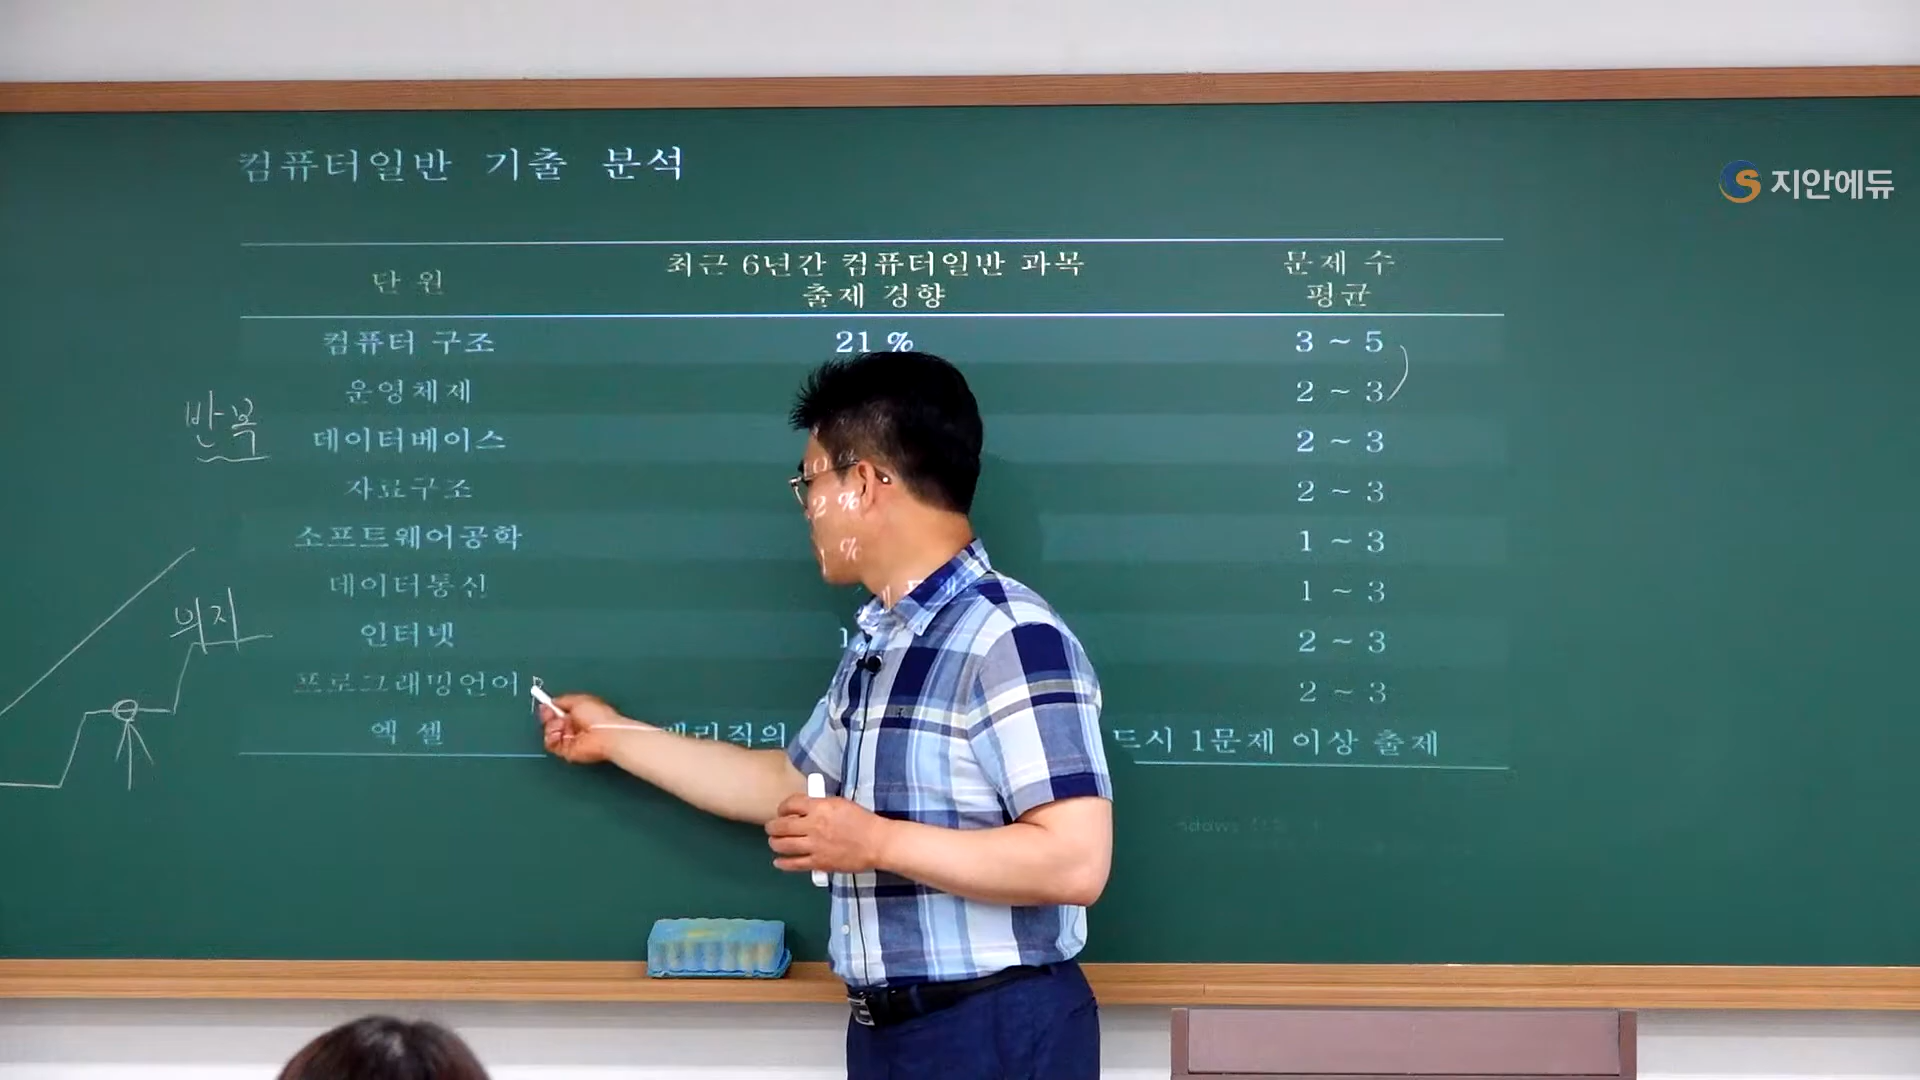 컴퓨터일반 기출 분석
지안에듀
단 원
최근 6년간 컴퓨터일반 과목
출제 경향
문제 수
평균
컴퓨터 구조 21 % 3 ~ 5
운영체제 2 ~ 3
반복
데이터베이스 2 ~ 3
자료구조 2 ~ 3
소프트웨어공학 1 ~ 3
데이터통신 1 ~ 3
의지
인터넷 2 ~ 3
프로그래밍언어 2 ~ 3
엑 셀 1문제 이상 출제